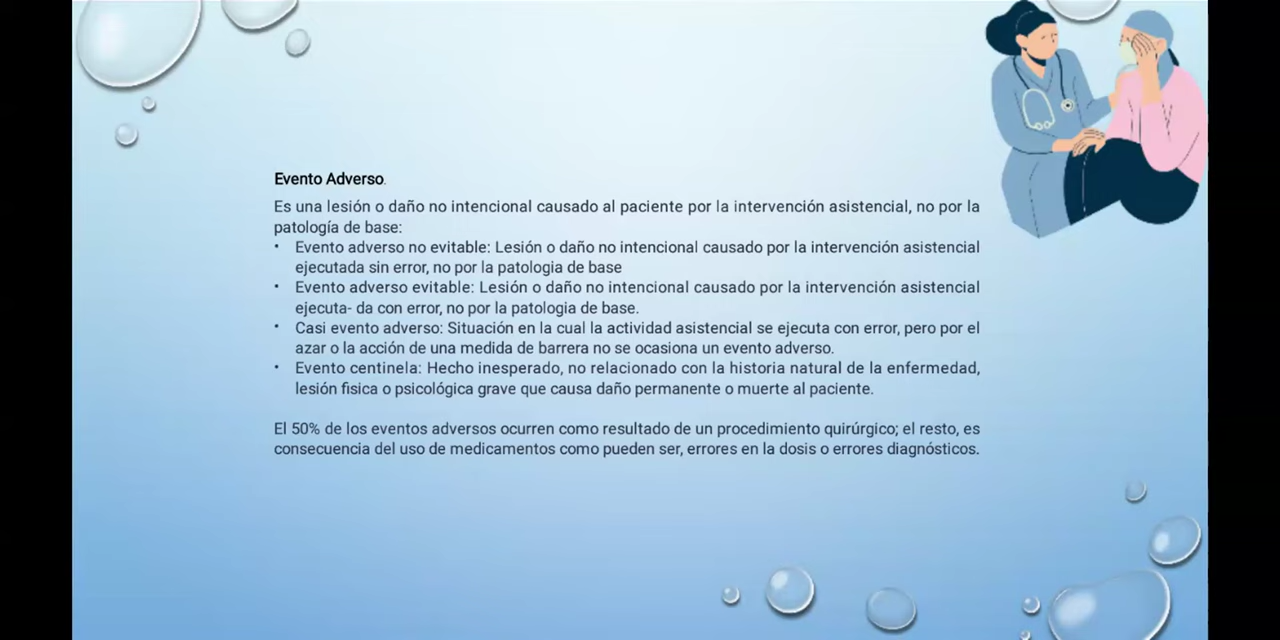 Evento Adverso.
Es una lesión o daño no intencional causado al paciente por la intervención asistencial, no por la
patología de base:
• Evento adverso no evitable: Lesión o daño no intencional causado por la intervención asistencial
ejecutada sin error, no por la patologia de base
• Evento adverso evitable: Lesión o daño no intencional causado por la intervención asistencial
ejecuta- da con error, no por la patologia de base.
• Casi evento adverso: Situación en la cual la actividad asistencial se ejecuta con error, pero por el
azar o la acción de una medida de barrera no se ocasiona un evento adverso.
• Evento centinela: Hecho inesperado, no relacionado con la historia natural de la enfermedad,
lesión fisica o psicológica grave que causa daño permanente o muerte al paciente.
El 50% de los eventos adversos ocurren como resultado de un procedimiento quirúrgico; el resto, es
consecuencia del uso de medicamentos como pueden ser, errores en la dosis o errores diagnósticos.